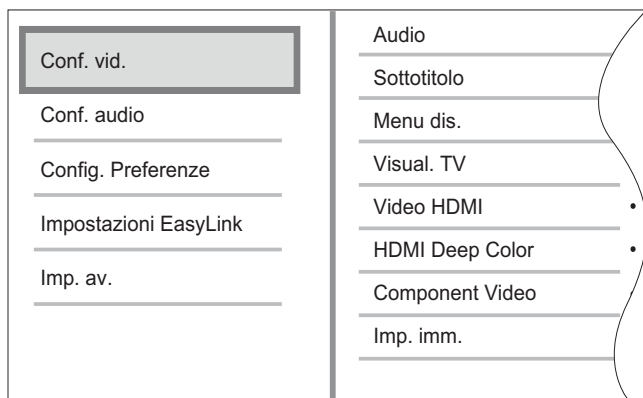 Conf. vid.
Conf. audio
Config. Preferenze
Impostazioni EasyLink
Imp. av.
Audio
Sottotitolo
Menu dis.
Visual. TV
Video HDMI
HDMI Deep Color
Component Video
Imp. imm.